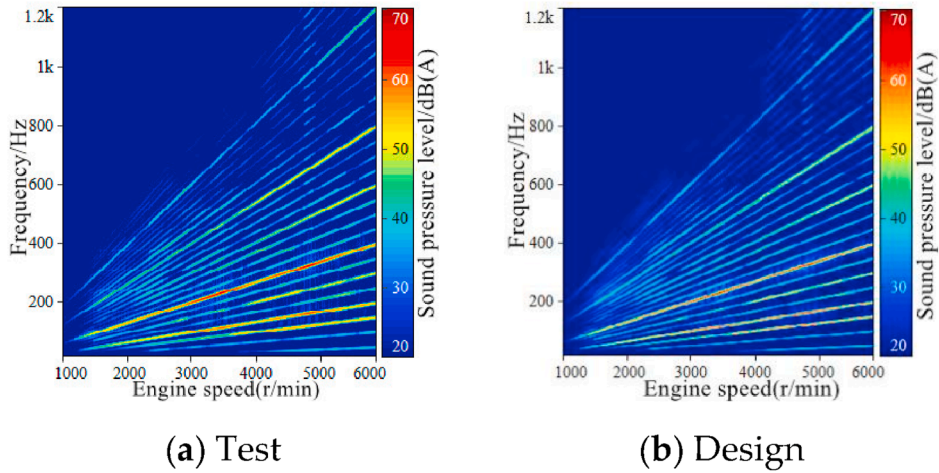 1.2k
1k
800
600
400
200
Frequency/Hz
1000 2000 3000 4000 5000 6000
Engine speed(r/min)
70
60
50
40
30
20
Sound pressure level/dB(A)
(a) Test
1.2k
1k
800
600
400
200
Frequency/Hz
1000 2000 3000 4000 5000 6000
Engine speed(r/min)
70
60
50
40
30
20
Sound pressure level/dB(A)
(b) Design